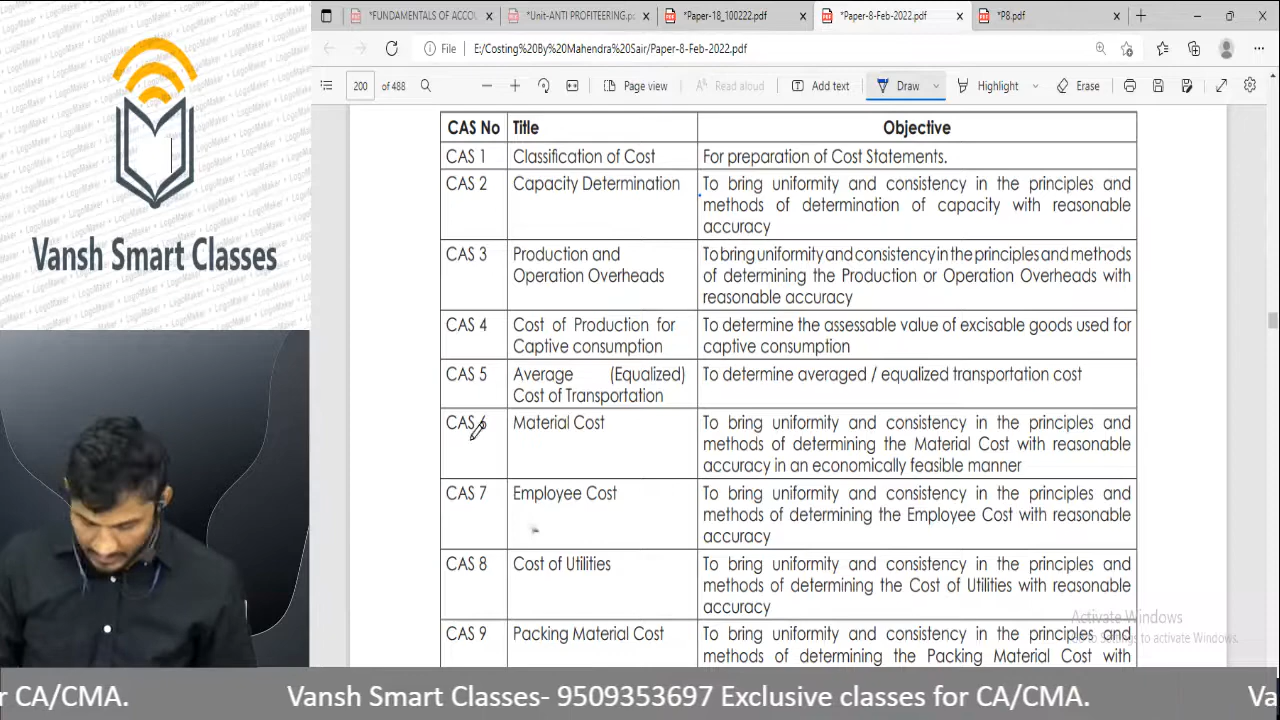 *FUNDAMENTALS OF ACCOU
*Unit-ANTI PROFITEERING.p
*Paper-18_100222.pdf
*Paper-8-Feb-2022.pdf
*P8.pdf
File
E:/Costing%20By%20Mahendra%20Sair/Paper-8-Feb-2022.pdf
200 of 488
Page view
Read aloud
Add text
Draw
Highlight
Erase
Vansh Smart Classes
CAS No Title Objective
CAS 1 Classification of Cost For preparation of Cost Statements.
CAS 2 Capacity Determination To bring uniformity and consistency in the principles and
methods of determination of capacity with reasonable
accuracy
CAS 3 Production and To bring uniformity and consistency in the principles and methods
Operation Overheads of determining the Production or Operation Overheads with
reasonable accuracy
CAS 4 Cost of Production for To determine the assessable value of excisable goods used for
Captive consumption captive consumption
CAS 5 Average (Equalized) To determine averaged / equalized transportation cost
Cost of Transportation
CAS 6 Material Cost To bring uniformity and consistency in the principles and
methods of determining the Material Cost with reasonable
accuracy in an economically feasible manner
CAS 7 Employee Cost To bring uniformity and consistency in the principles and
methods of determining the Employee Cost with reasonable
accuracy
CAS 8 Cost of Utilities To bring uniformity and consistency in the principles and
methods of determining the Cost of Utilities with reasonable
accuracy
CAS 9 Packing Material Cost To bring uniformity and consistency in the principles and
methods of determining the Packing Material Cost with
Activate Windows
Go to Settings to activate Windows.
r CA/CMA. Vansh Smart Classes- 9509353697 Exclusive classes for CA/CMA. Va